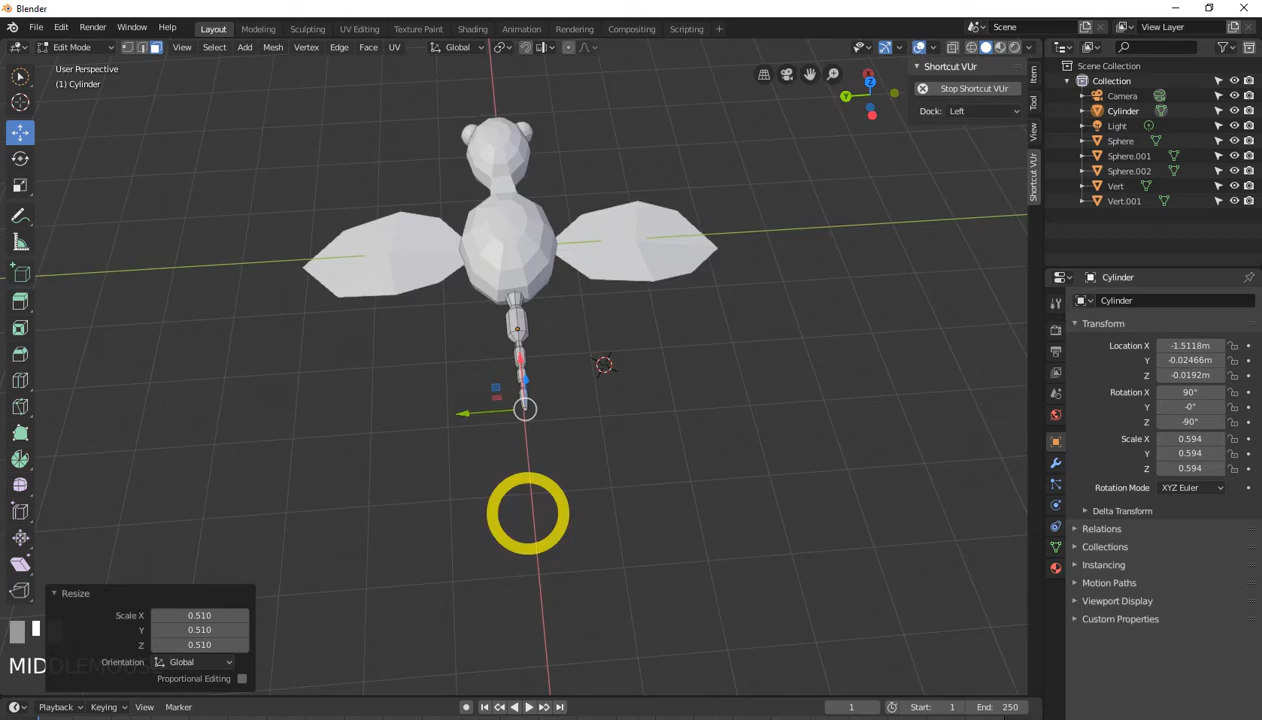 Blender
File Edit Render Window Help
Layout Modeling Sculpting UV Editing Texture Paint Shading Animation Rendering Compositing Scripting +
Scene
View Layer
Edit Mode View Select Add Mesh Vertex Edge Face UV
Global
User Perspective
(1) Cylinder
Shortcut VUr
Stop Shortcut VUr
Dock: Left
Item
Tool
View
Shortcut VUr
X
Y
Z
Scene Collection
Collection
Camera
Cylinder
Light
Sphere
Sphere.001
Sphere.002
Vert
Vert.001
Cylinder
Cylinder
Transform
Location X -1.5118m
Y -0.02466m
Z -0.0192m
Rotation X 90°
Y -0°
Z -90°
Scale X 0.594
Y 0.594
Z 0.594
Rotation Mode XYZ Euler
Delta Transform
Relations
Collections
Instancing
Motion Paths
Viewport Display
Custom Properties
Resize
Scale X 0.510
Y 0.510
Z 0.510
Orientation Global
Proportional Editing
Playback Keying View Marker
1
Start: 1
End: 250